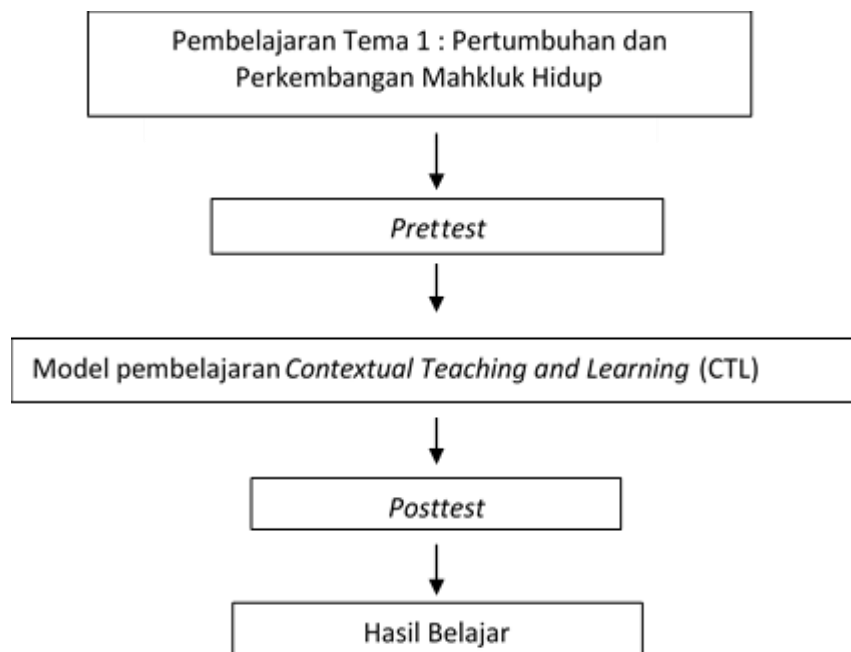 Pembelajaran Tema 1 : Pertumbuhan dan
Perkembangan Mahkluk Hidup
Prettest
Model pembelajaran Contextual Teaching and Learning (CTL)
Posttest
Hasil Belajar